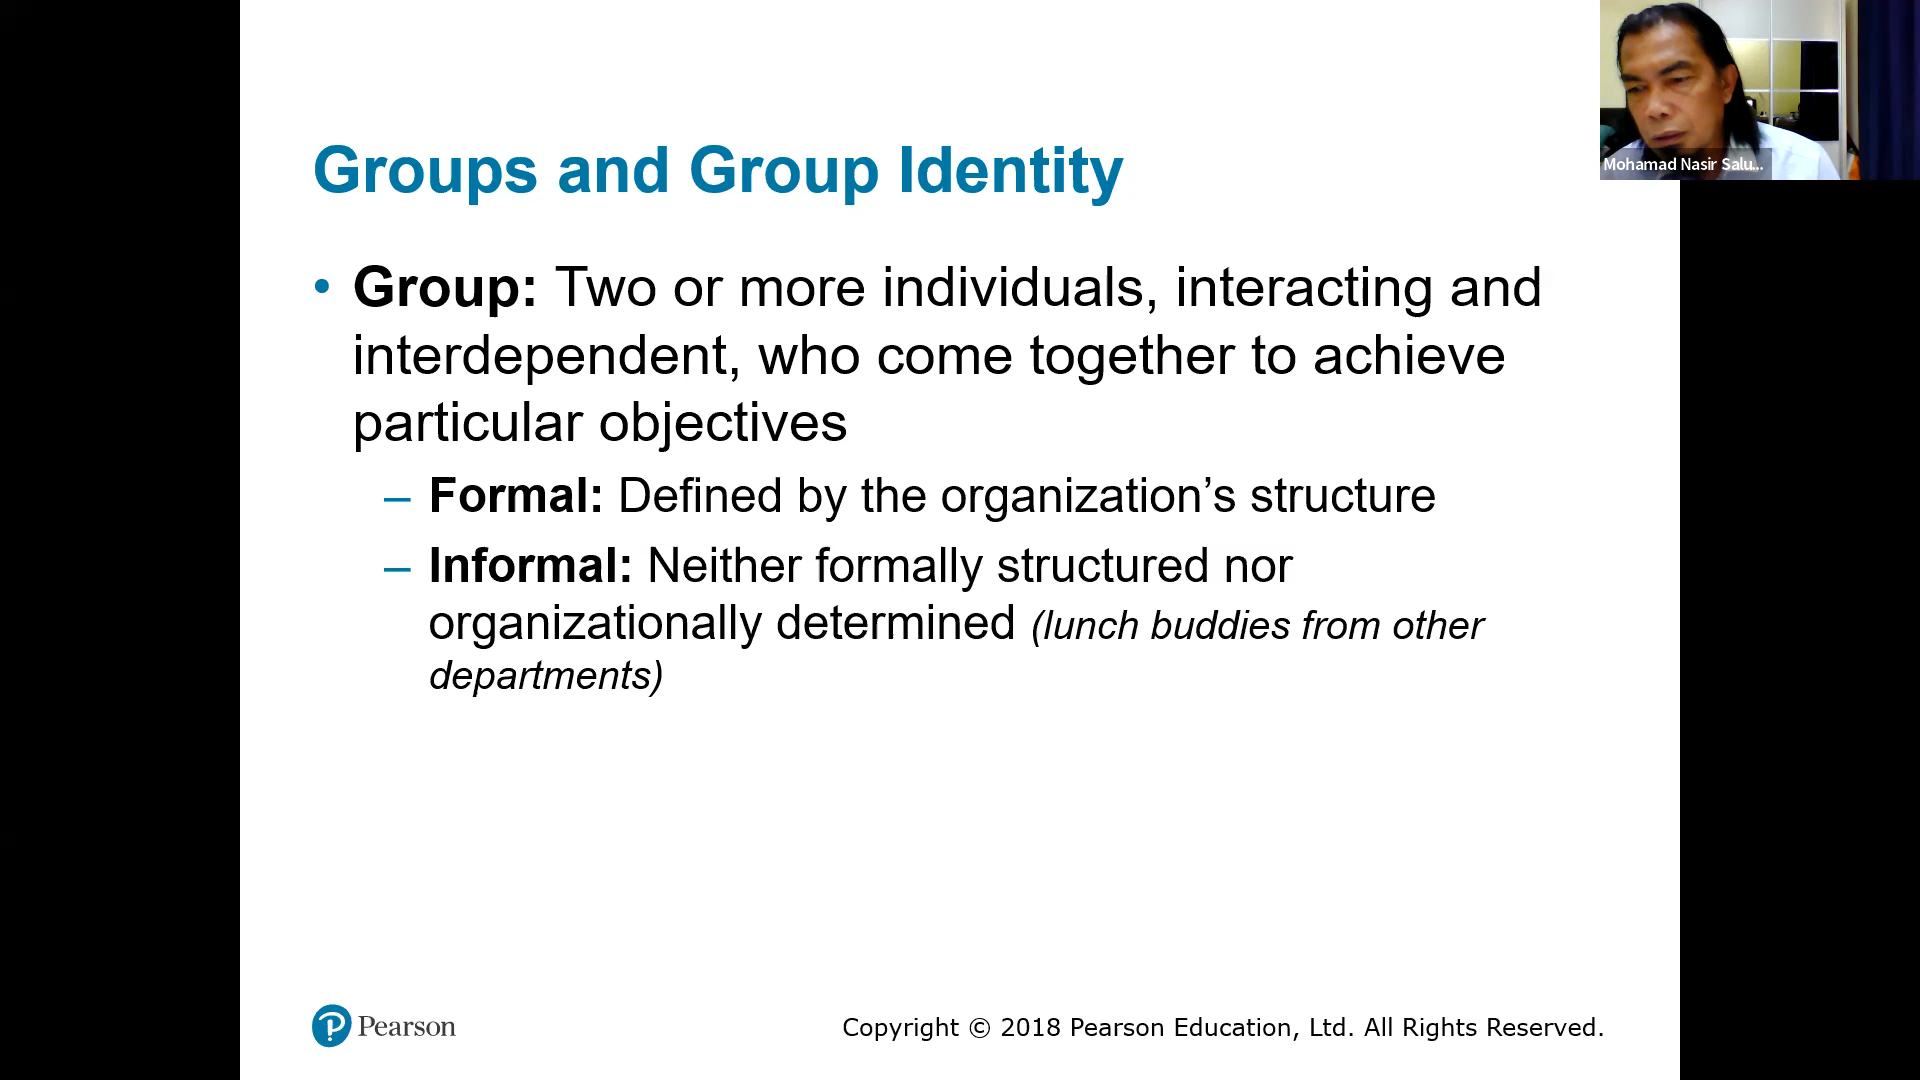 Mohamad Nasir Salu...
Groups and Group Identity
• Group: Two or more individuals, interacting and
interdependent, who come together to achieve
particular objectives
– Formal: Defined by the organization’s structure
– Informal: Neither formally structured nor
organizationally determined (lunch buddies from other
departments)
Pearson
Copyright © 2018 Pearson Education, Ltd. All Rights Reserved.